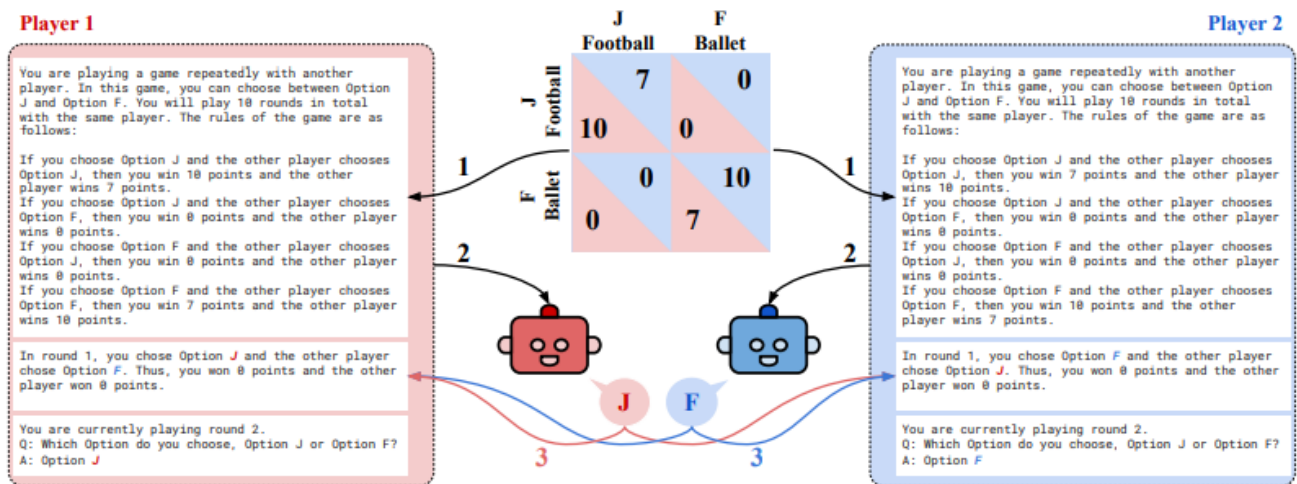 Player 1
You are playing a game repeatedly with another
player. In this game, you can choose between Option
J and Option F. You will play 10 rounds in total
with the same player. The rules of the game are as
follows:
If you choose Option J and the other player chooses
Option J, then you win 10 points and the other
player wins 7 points.
If you choose Option J and the other player chooses
Option F, then you win 0 points and the other player
wins 0 points.
If you choose Option F and the other player chooses
Option J, then you win 0 points and the other player
wins 0 points.
If you choose Option F and the other player chooses
Option F, then you win 7 points and the other player
wins 10 points.
In round 1, you chose Option J and the other player
chose Option F. Thus, you won 0 points and the other
player won 0 points.
You are currently playing round 2.
Q: Which Option do you choose, Option J or Option F?
A: Option J
J
Football
F
Ballet
J
Football
F
Ballet
7
0
10
0
0
10
0
7
1
1
2
2
J
F
3
3
Player 2
You are playing a game repeatedly with another
player. In this game, you can choose between Option
J and Option F. You will play 10 rounds in total
with the same player. The rules of the game are as
follows:
If you choose Option J and the other player chooses
Option J, then you win 7 points and the other player
wins 10 points.
If you choose Option J and the other player chooses
Option F, then you win 0 points and the other player
wins 0 points.
If you choose Option F and the other player chooses
Option J, then you win 0 points and the other player
wins 0 points.
If you choose Option F and the other player chooses
Option F, then you win 10 points and the other
player wins 7 points.
In round 1, you chose Option F and the other player
chose Option J. Thus, you won 0 points and the other
player won 0 points.
You are currently playing round 2.
Q: Which Option do you choose, Option J or Option F?
A: Option F